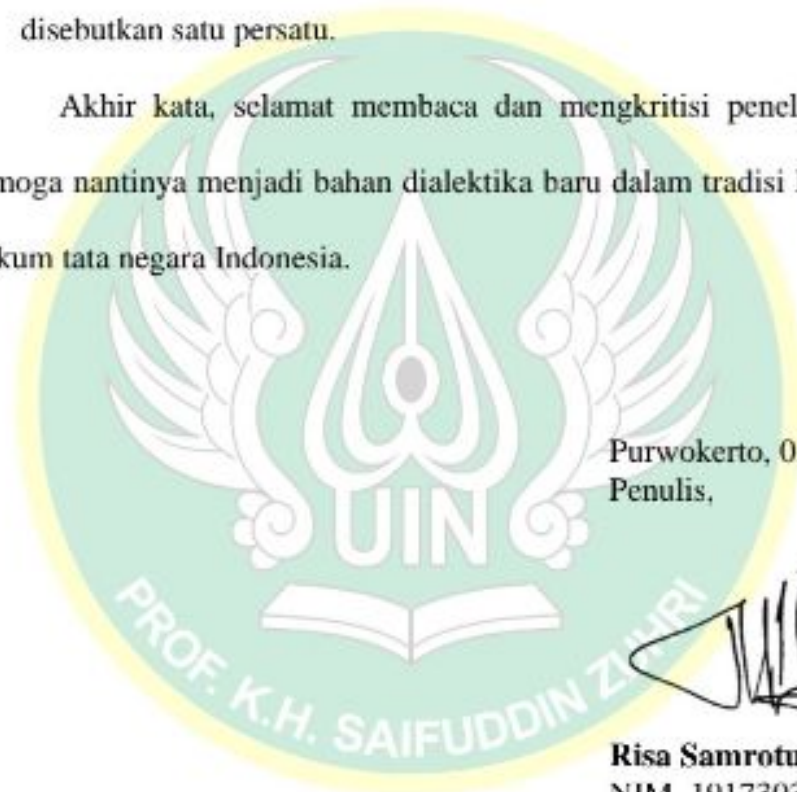 disebutkan satu persatu.
Akhir kata, selamat membaca dan mengkritisi penel
moga nantinya menjadi bahan dialektika baru dalam tradisi
kum tata negara Indonesia.
Purwokerto, 0
Penulis,
UIN
PROF. K.H. SAIFUDDIN ZUHRI
Risa Samrotu